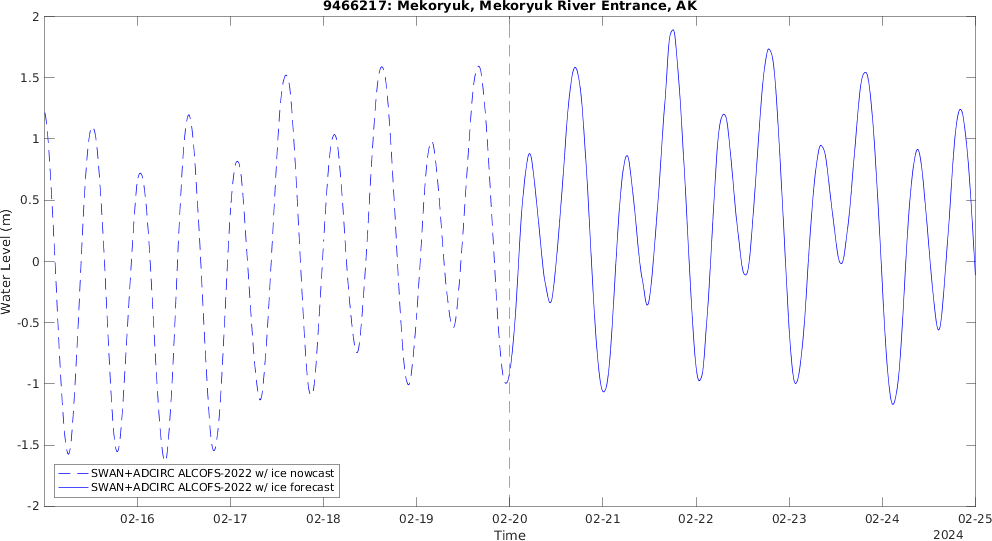 9466217: Mekoryuk, Mekoryuk River Entrance, AK
Water Level (m)
2
1.5
1
0.5
0
-0.5
-1
-1.5
-2
SWAN+ADCIRC ALCOFS-2022 w/ ice nowcast
SWAN+ADCIRC ALCOFS-2022 w/ ice forecast
02-16 02-17 02-18 02-19 02-20 02-21 02-22 02-23 02-24 02-25
Time
2024